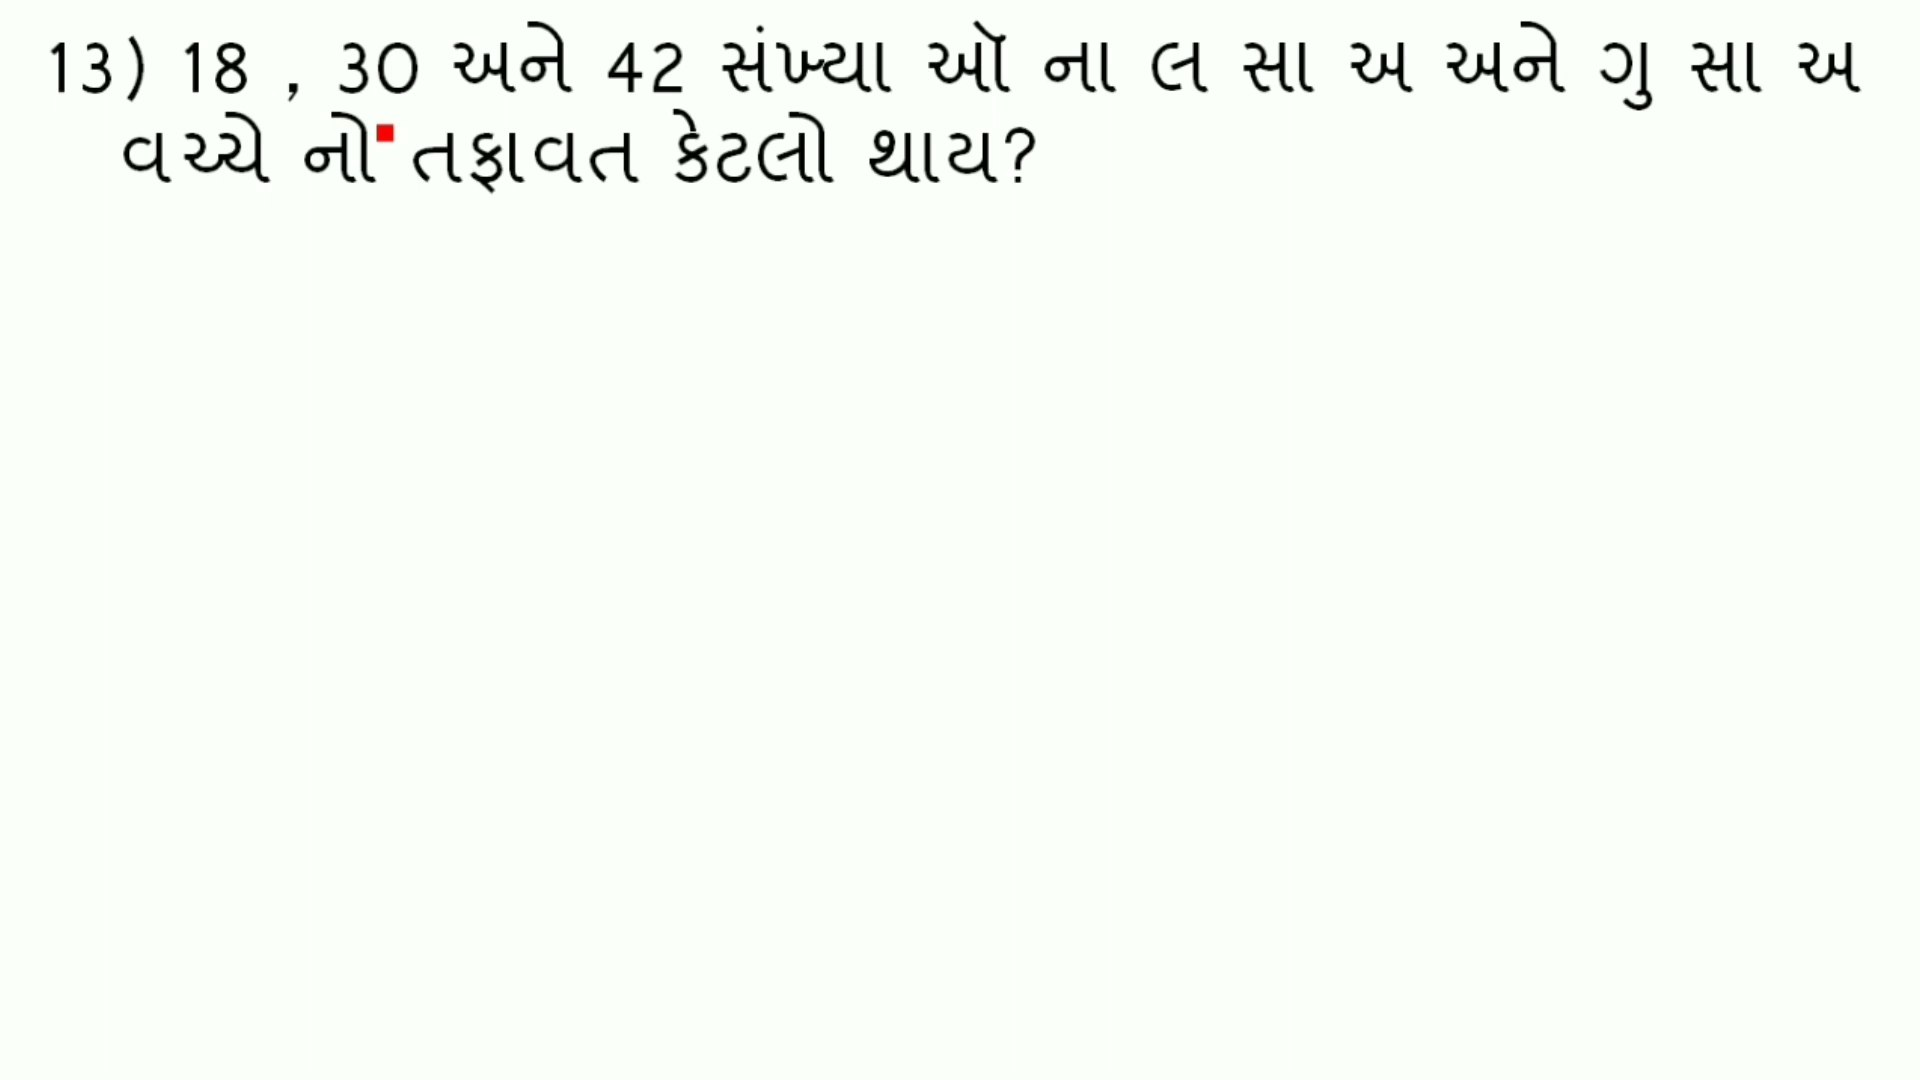 13) 18 , 30 અને 42 સંખ્યા ઑ ના લ સા અ અને ગુ સા અ
વચ્ચે નો તફાવત કેટલો થાય?